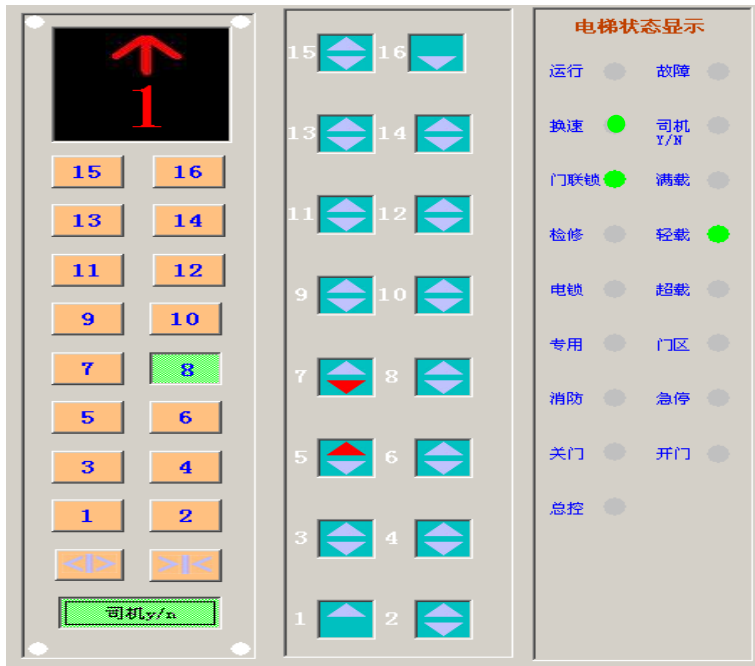 1
15 16
13 14
11 12
9 10
7 8
5 6
3 4
1 2
<|> >|<
司机y/n
15 16
13 14
11 12
9 10
7 8
5 6
3 4
1 2
电梯状态显示
运行 故障
换速 司机
Y/N
门联锁 满载
检修 轻载
电锁 超载
专用 门区
消防 急停
关门 开门
总控